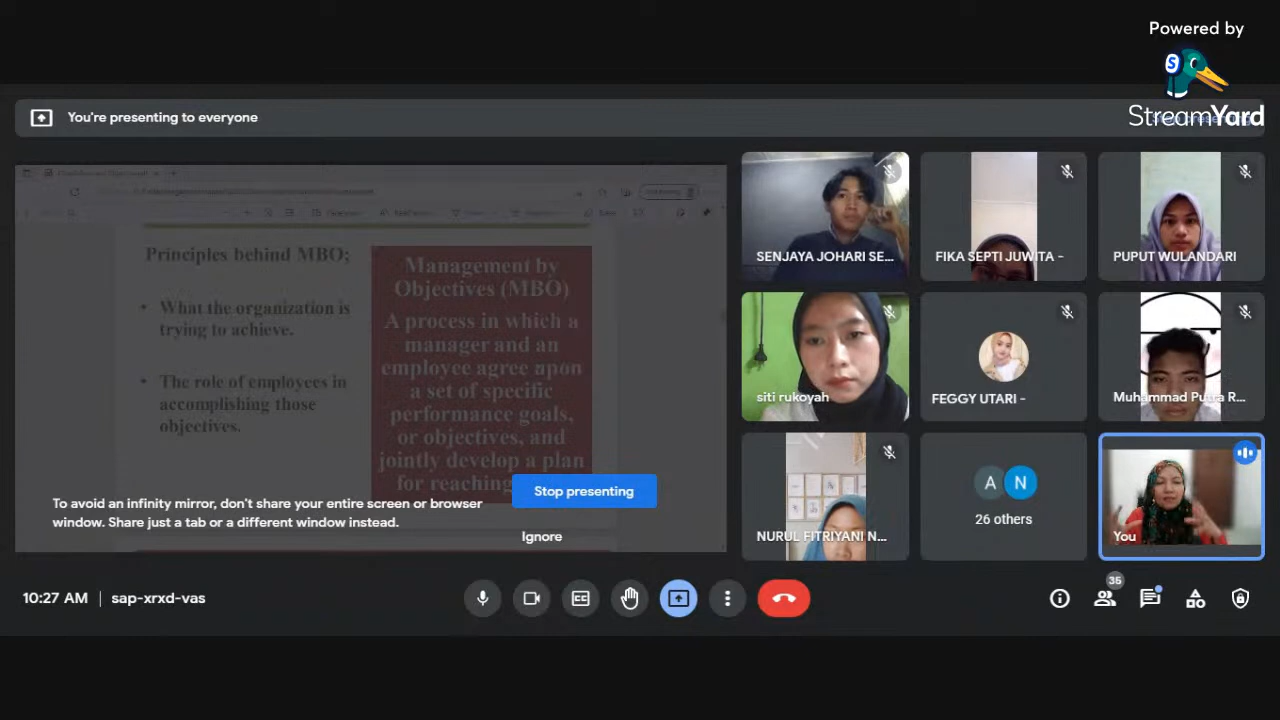 Powered by
StreamYard
You're presenting to everyone
Principles behind MBO;
• What the organization is
trying to achieve.
• The role of employees in
accomplishing those
objectives.
Management by
Objectives (MBO)
A process in which a
manager and an
employee agree upon
a set of specific
performance goals,
or objectives, and
jointly develop a plan
for reaching
To avoid an infinity mirror, don't share your entire screen or browser
window. Share just a tab or a different window instead.
Stop presenting
Ignore
SENJAYA JOHARI SE...
FIKA SEPTI JUWITA -
PUPUT WULANDARI
siti rukoyah
FEGGY UTARI -
Muhammad Putra R...
NURUL FITRIYANI N...
A N
26 others
You
10:27 AM | sap-xrxd-vas
35